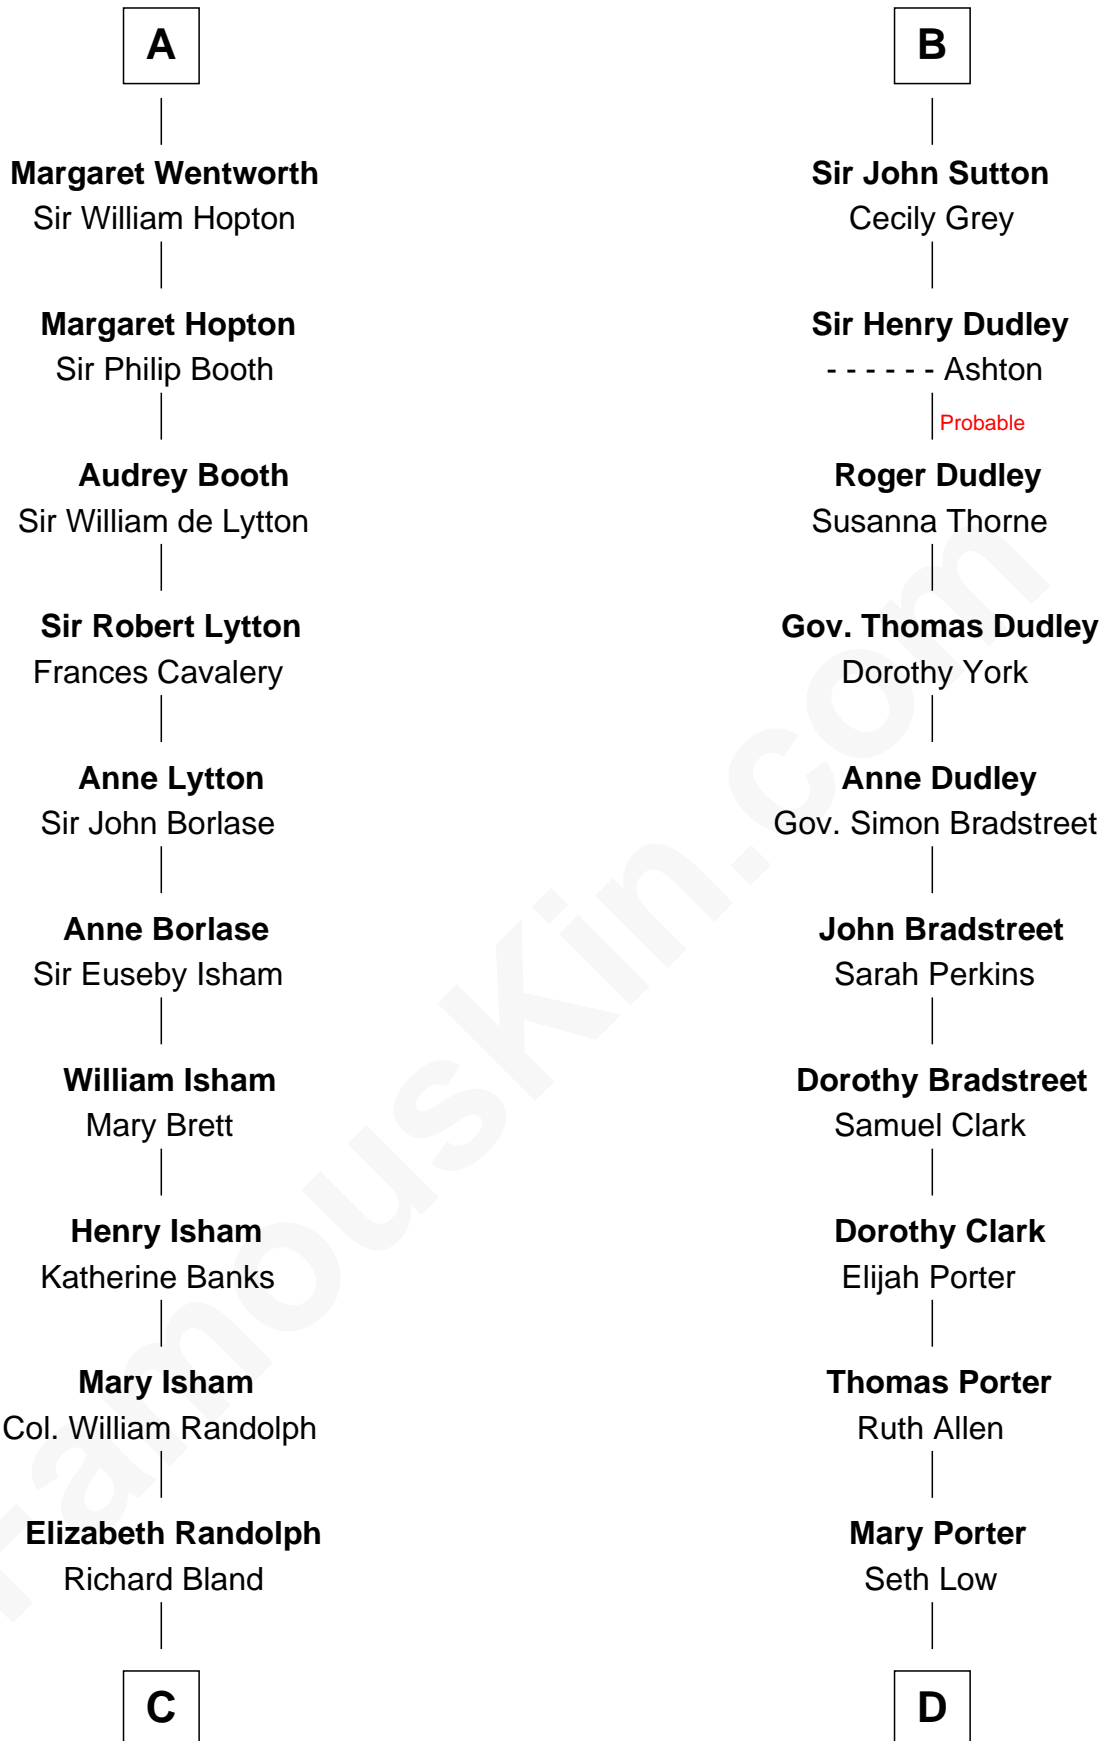 A
Margaret Wentworth
Sir William Hopton
Margaret Hopton
Sir Philip Booth
Audrey Booth
Sir William de Lytton
Sir Robert Lytton
Frances Cavalery
Anne Lytton
Sir John Borlase
Anne Borlase
Sir Euseby Isham
William Isham
Mary Brett
Henry Isham
Katherine Banks
Mary Isham
Col. William Randolph
Elizabeth Randolph
Richard Bland
C
B
Sir John Sutton
Cecily Grey
Sir Henry Dudley
- - - - - - Ashton
Probable
Roger Dudley
Susanna Thorne
Gov. Thomas Dudley
Dorothy York
Anne Dudley
Gov. Simon Bradstreet
John Bradstreet
Sarah Perkins
Dorothy Bradstreet
Samuel Clark
Dorothy Clark
Elijah Porter
Thomas Porter
Ruth Allen
Mary Porter
Seth Low
D
FamousKin.com